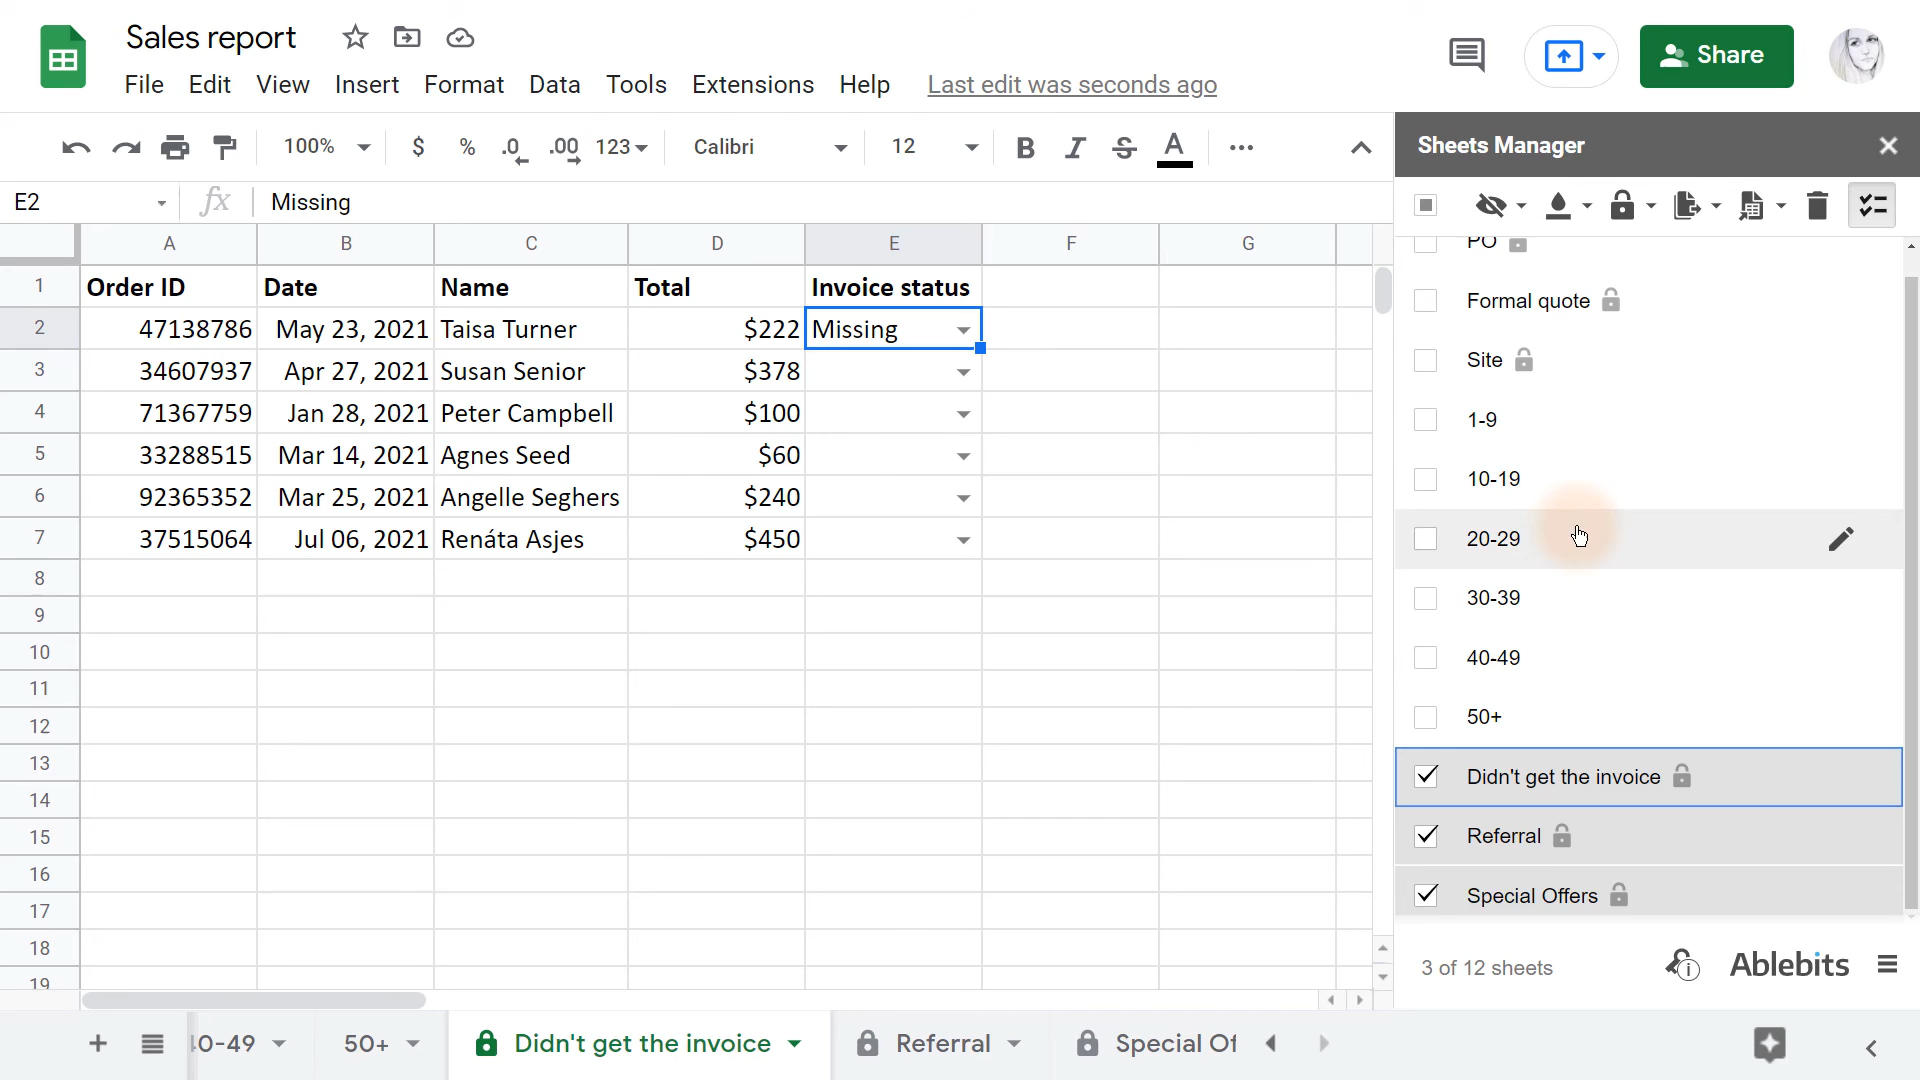 Sales report
File Edit View Insert Format Data Tools Extensions Help Last edit was seconds ago
Share
100% $ % .0 .00 123 Calibri 12 B I S A ...
Sheets Manager
E2 fx Missing
A B C D E F G
1 Order ID Date Name Total Invoice status
2 47138786 May 23, 2021 Taisa Turner $222 Missing
3 34607937 Apr 27, 2021 Susan Senior $378
4 71367759 Jan 28, 2021 Peter Campbell $100
5 33288515 Mar 14, 2021 Agnes Seed $60
6 92365352 Mar 25, 2021 Angelle Seghers $240
7 37515064 Jul 06, 2021 Renáta Asjes $450
8
9
10
11
12
13
14
15
16
17
18
19
PO
Formal quote
Site
1-9
10-19
20-29
30-39
40-49
50+
Didn't get the invoice
Referral
Special Offers
3 of 12 sheets Ablebits
+ 40-49 50+ Didn't get the invoice Referral Special Of